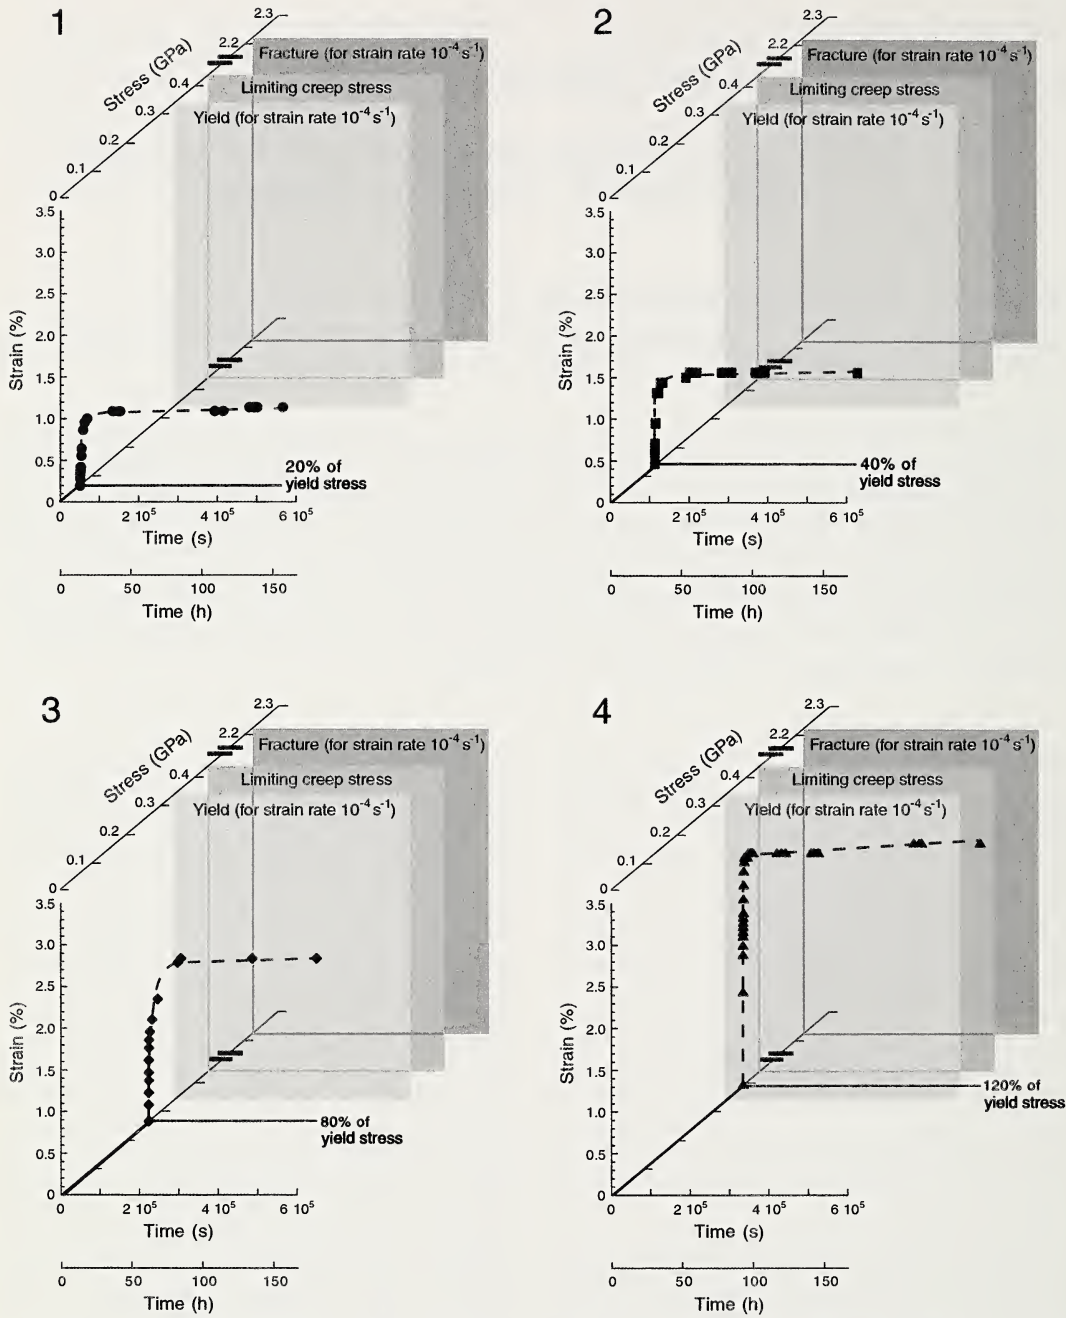 1
2.3
2.2
0.4
0.3
0.2
0.1
0
Stress (GPa)
Fracture (for strain rate 10⁻⁴ s⁻¹)
Limiting creep stress
Yield (for strain rate 10⁻⁴ s⁻¹)
3.5
3.0
2.5
2.0
1.5
1.0
0.5
0
Strain (%)
20% of
yield stress
0 2 10⁵ 4 10⁵ 6 10⁵
Time (s)
0 50 100 150
Time (h)
2
2.3
2.2
0.4
0.3
0.2
0.1
0
Stress (GPa)
Fracture (for strain rate 10⁻⁴ s⁻¹)
Limiting creep stress
Yield (for strain rate 10⁻⁴ s⁻¹)
3.5
3.0
2.5
2.0
1.5
1.0
0.5
0
Strain (%)
40% of
yield stress
0 2 10⁵ 4 10⁵ 6 10⁵
Time (s)
0 50 100 150
Time (h)
3
2.3
2.2
0.4
0.3
0.2
0.1
0
Stress (GPa)
Fracture (for strain rate 10⁻⁴ s⁻¹)
Limiting creep stress
Yield (for strain rate 10⁻⁴ s⁻¹)
3.5
3.0
2.5
2.0
1.5
1.0
0.5
0
Strain (%)
80% of
yield stress
0 2 10⁵ 4 10⁵ 6 10⁵
Time (s)
0 50 100 150
Time (h)
4
2.3
2.2
0.4
0.3
0.2
0.1
0
Stress (GPa)
Fracture (for strain rate 10⁻⁴ s⁻¹)
Limiting creep stress
Yield (for strain rate 10⁻⁴ s⁻¹)
3.5
3.0
2.5
2.0
1.5
1.0
0.5
0
Strain (%)
120% of
yield stress
0 2 10⁵ 4 10⁵ 6 10⁵
Time (s)
0 50 100 150
Time (h)